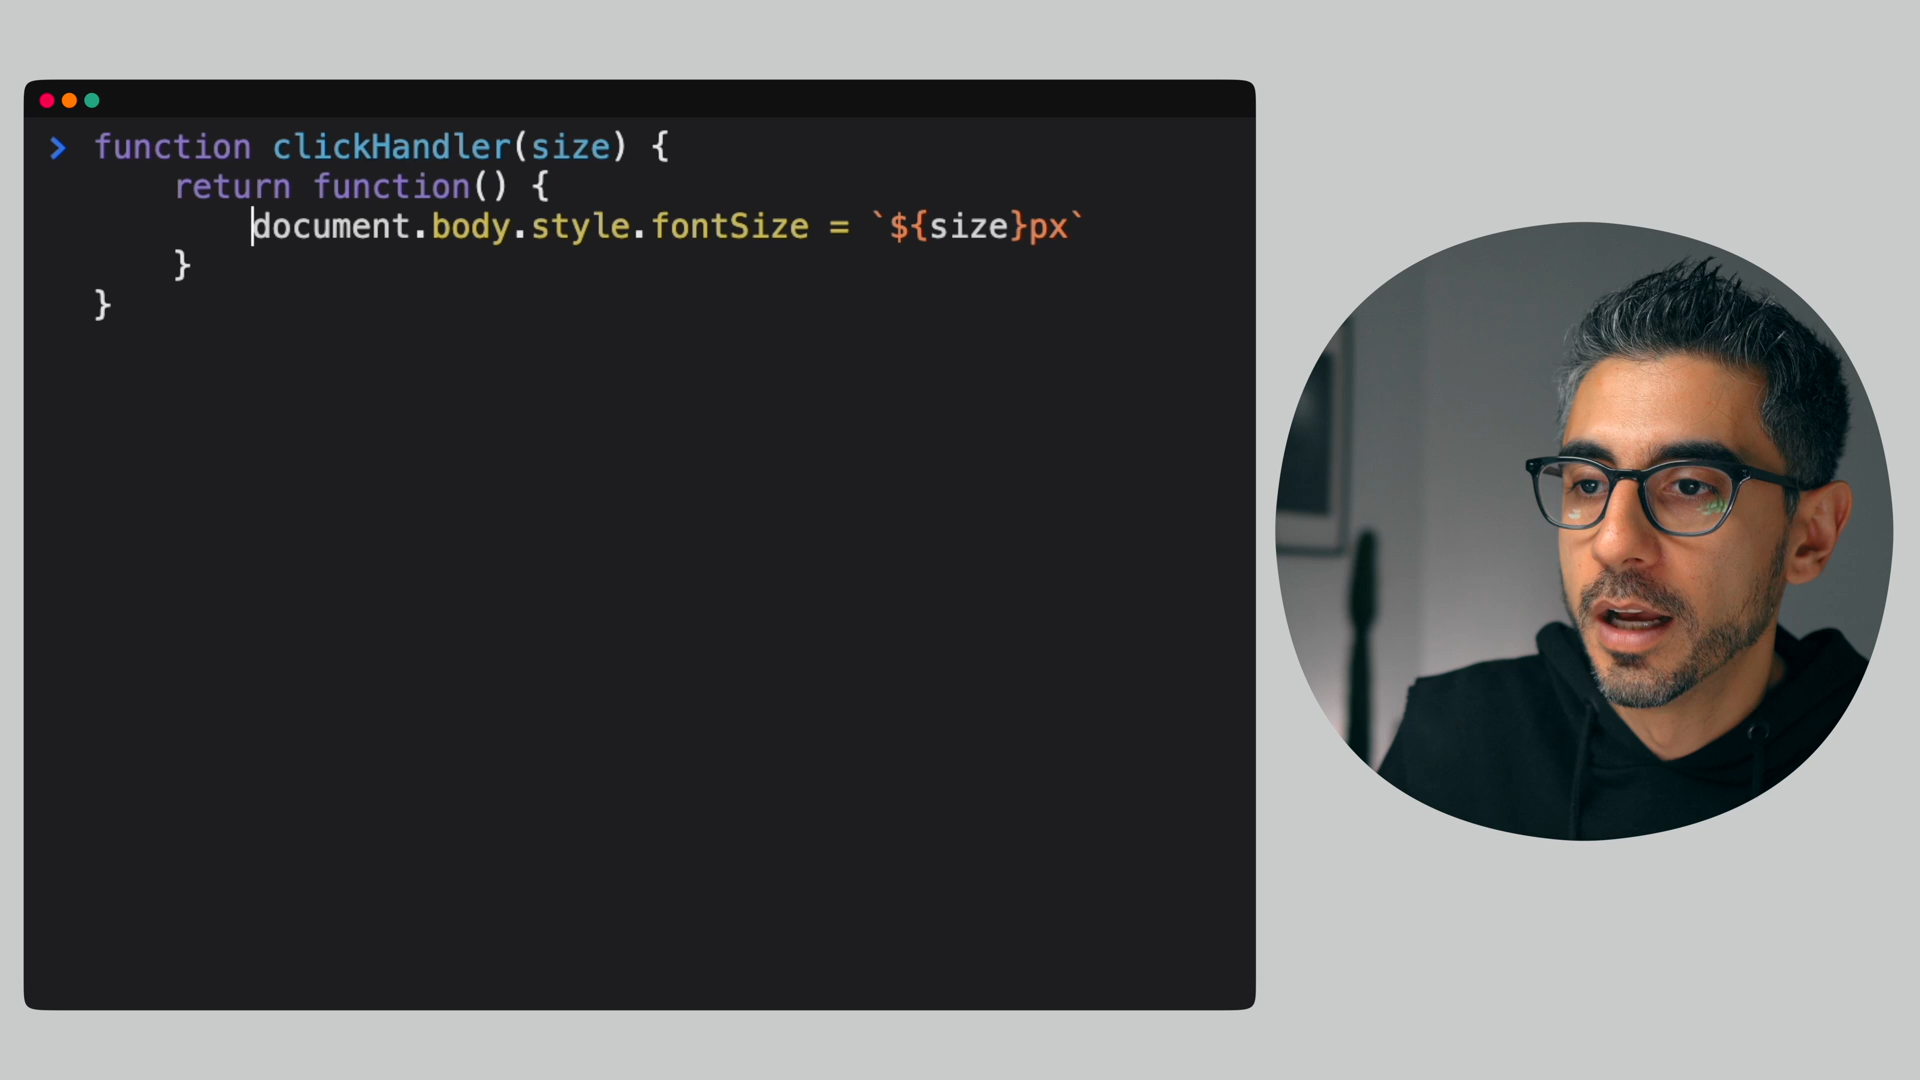 > function clickHandler(size) {
return function() {
document.body.style.fontSize = `${size}px`
}
}